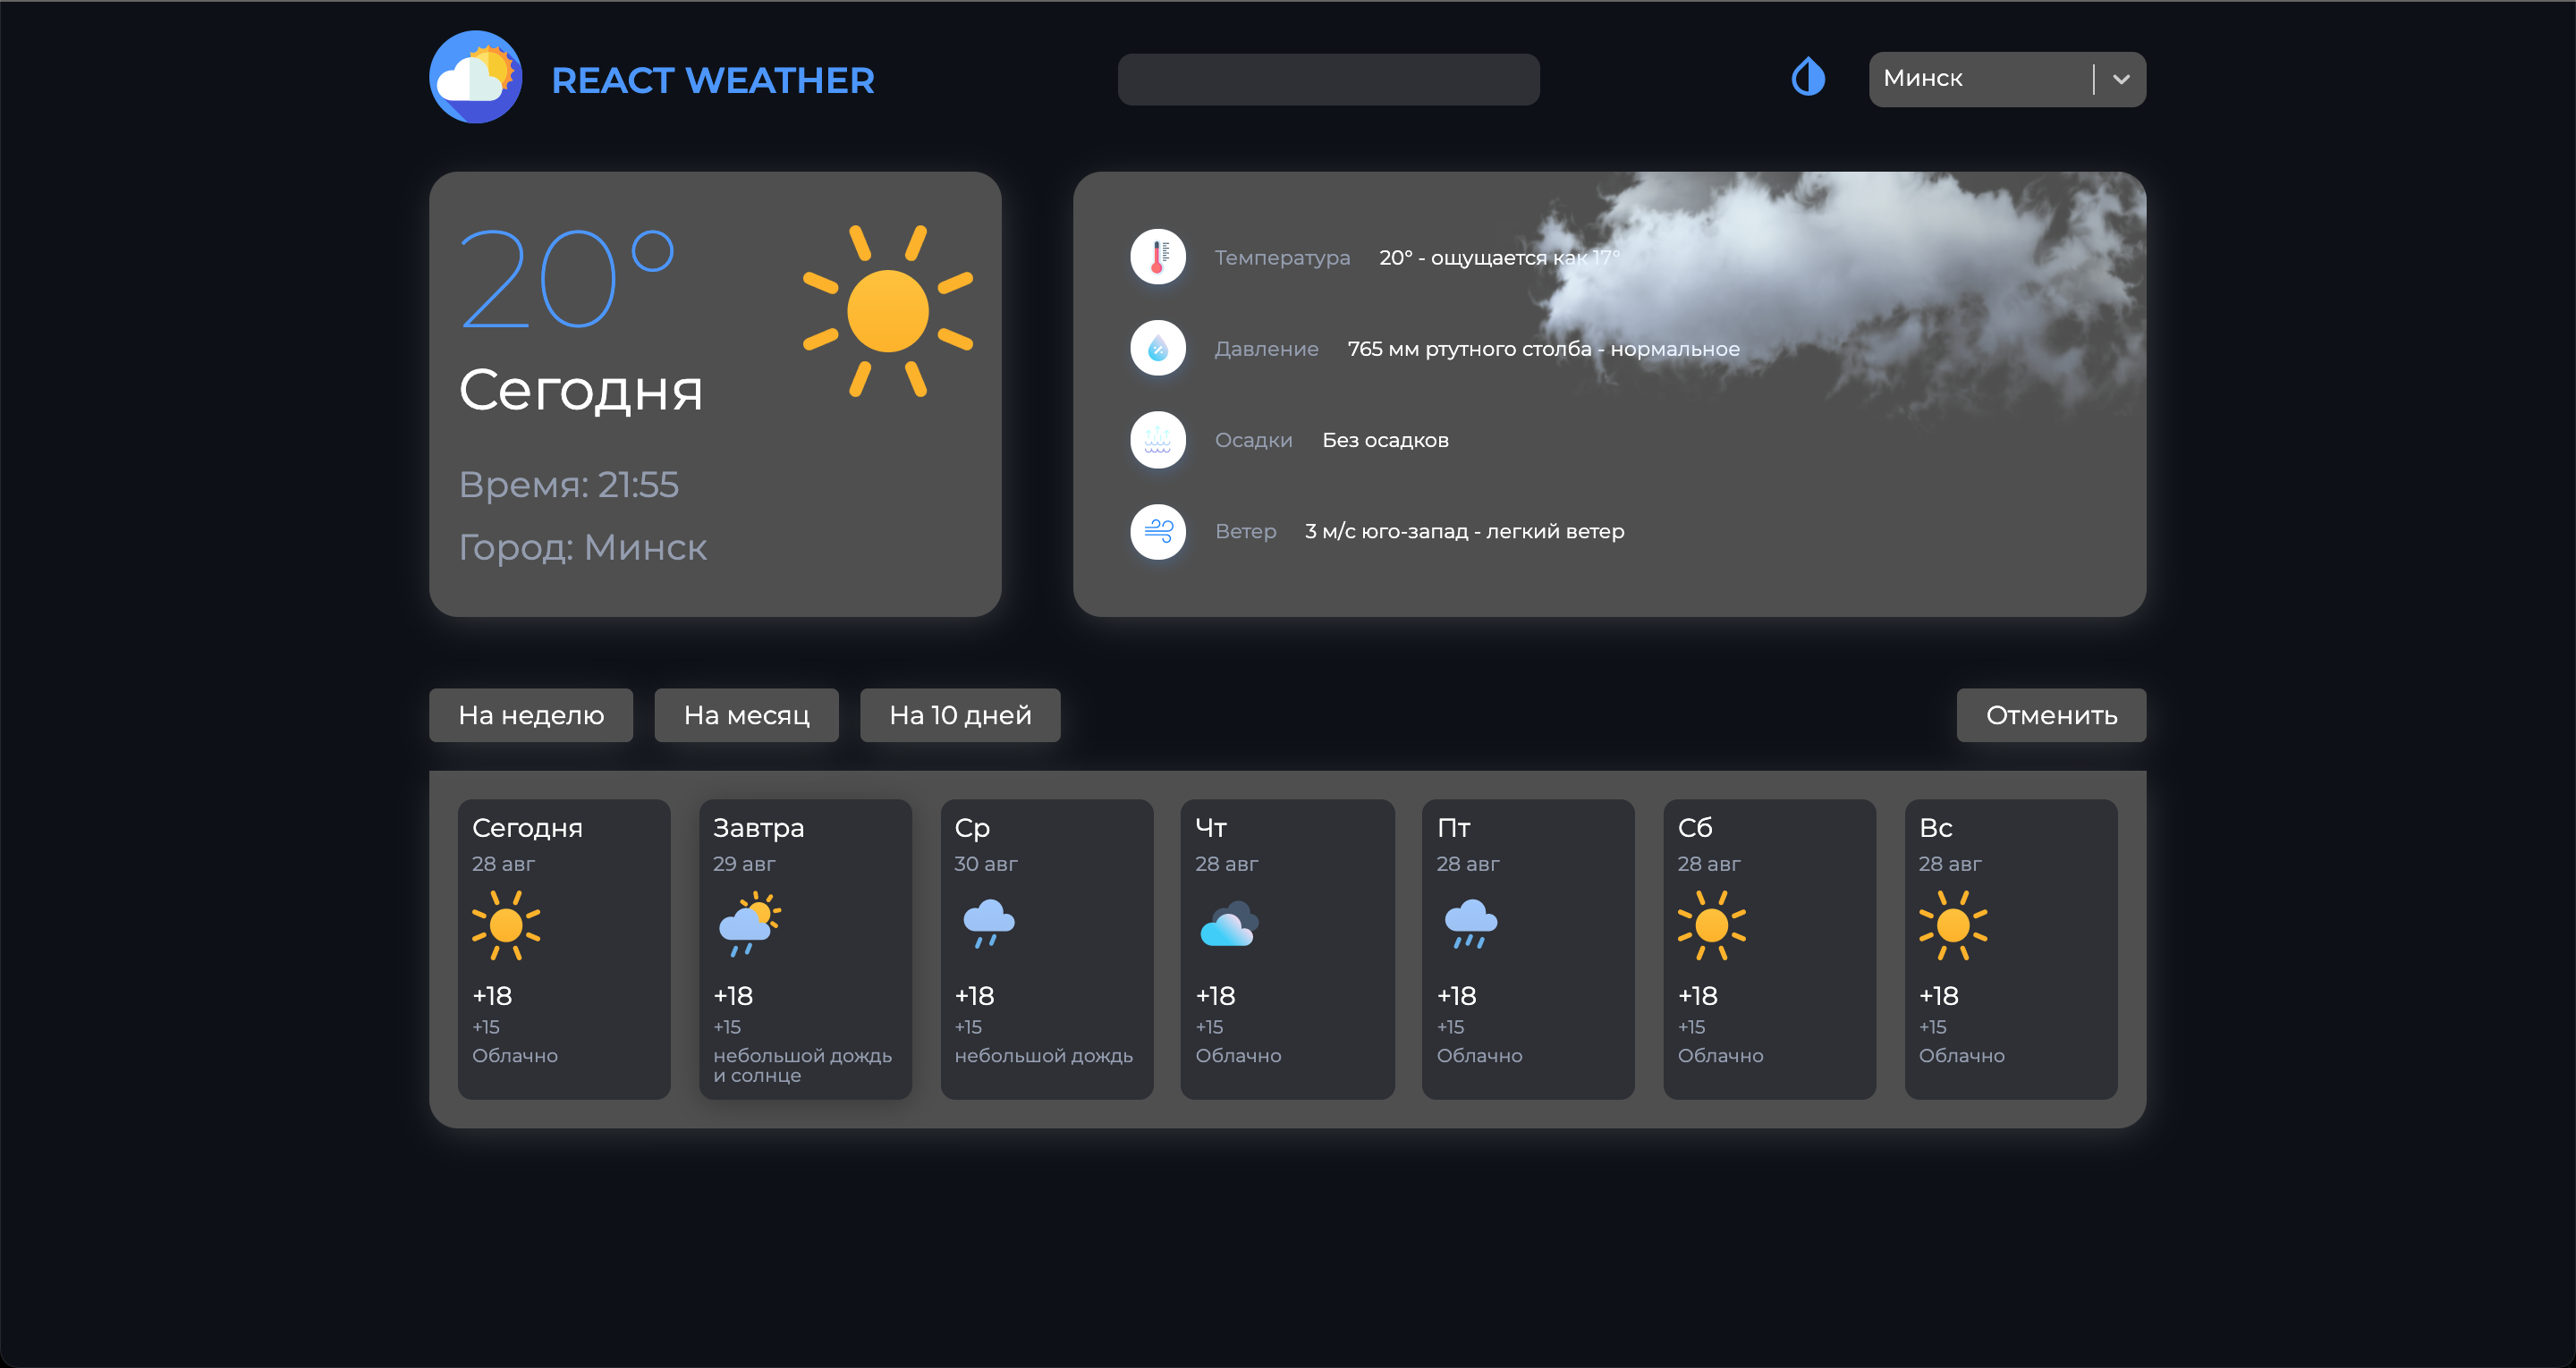 REACT WEATHER
Минск
20°
Сегодня
Время: 21:55
Город: Минск
Температура 20° - ощущается как 17°
Давление 765 мм ртутного столба - нормальное
Осадки Без осадков
Ветер 3 м/с юго-запад - легкий ветер
На неделю На месяц На 10 дней Отменить
Сегодня
28 авг
+18
+15
Облачно
Завтра
29 авг
+18
+15
небольшой дождь
и солнце
Ср
30 авг
+18
+15
небольшой дождь
Чт
28 авг
+18
+15
Облачно
Пт
28 авг
+18
+15
Облачно
Сб
28 авг
+18
+15
Облачно
Вс
28 авг
+18
+15
Облачно